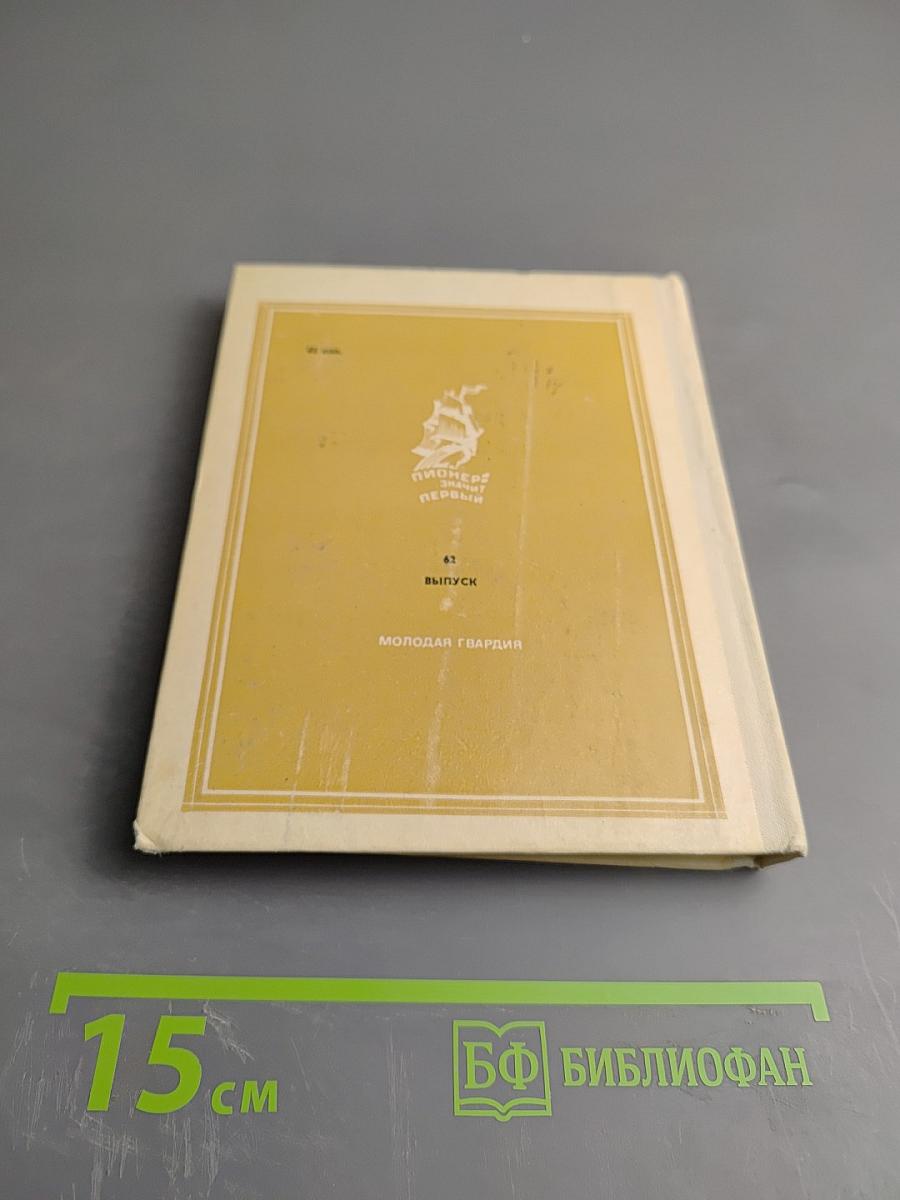 ПИОНЕР-
ЗНАЧИТ
ПЕРВЫЙ
62
ВЫПУСК
МОЛОДАЯ ГВАРДИЯ
15 см
БФ БИБЛИОФАН